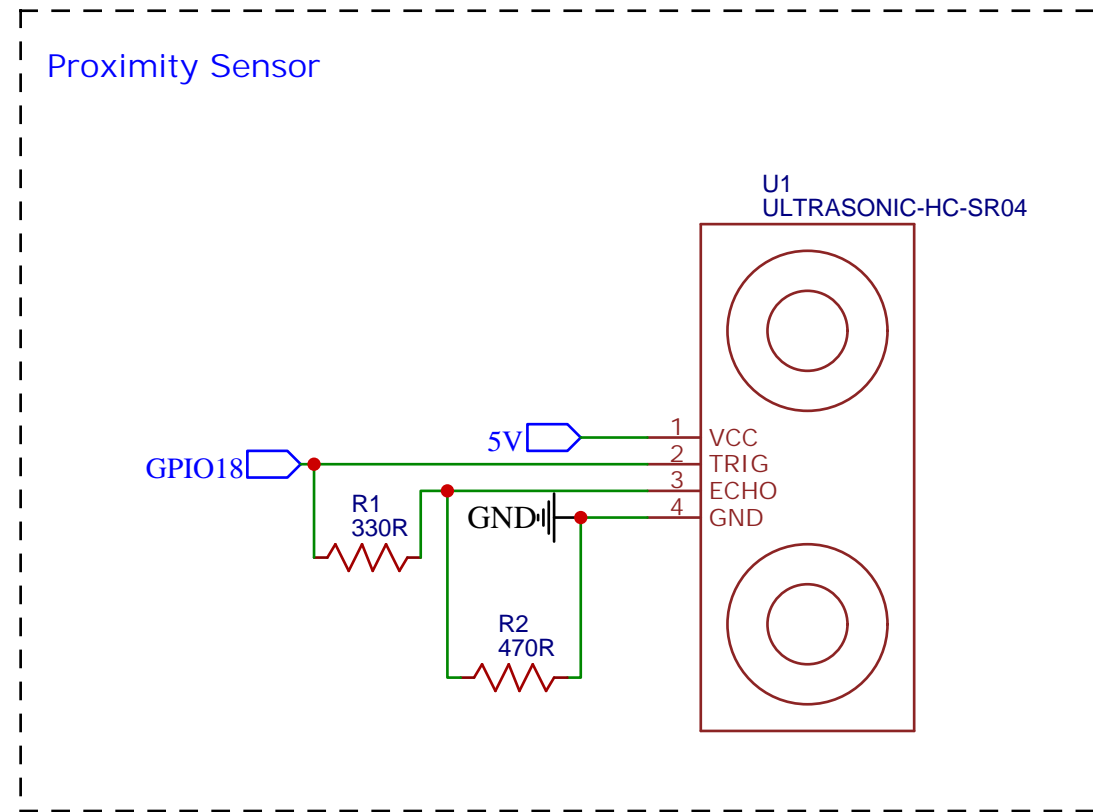 Proximity Sensor
U1
ULTRASONIC-HC-SR04
5V
1
VCC
GPIO18
2
TRIG
3
ECHO
R1
330R
GND
4
GND
R2
470R